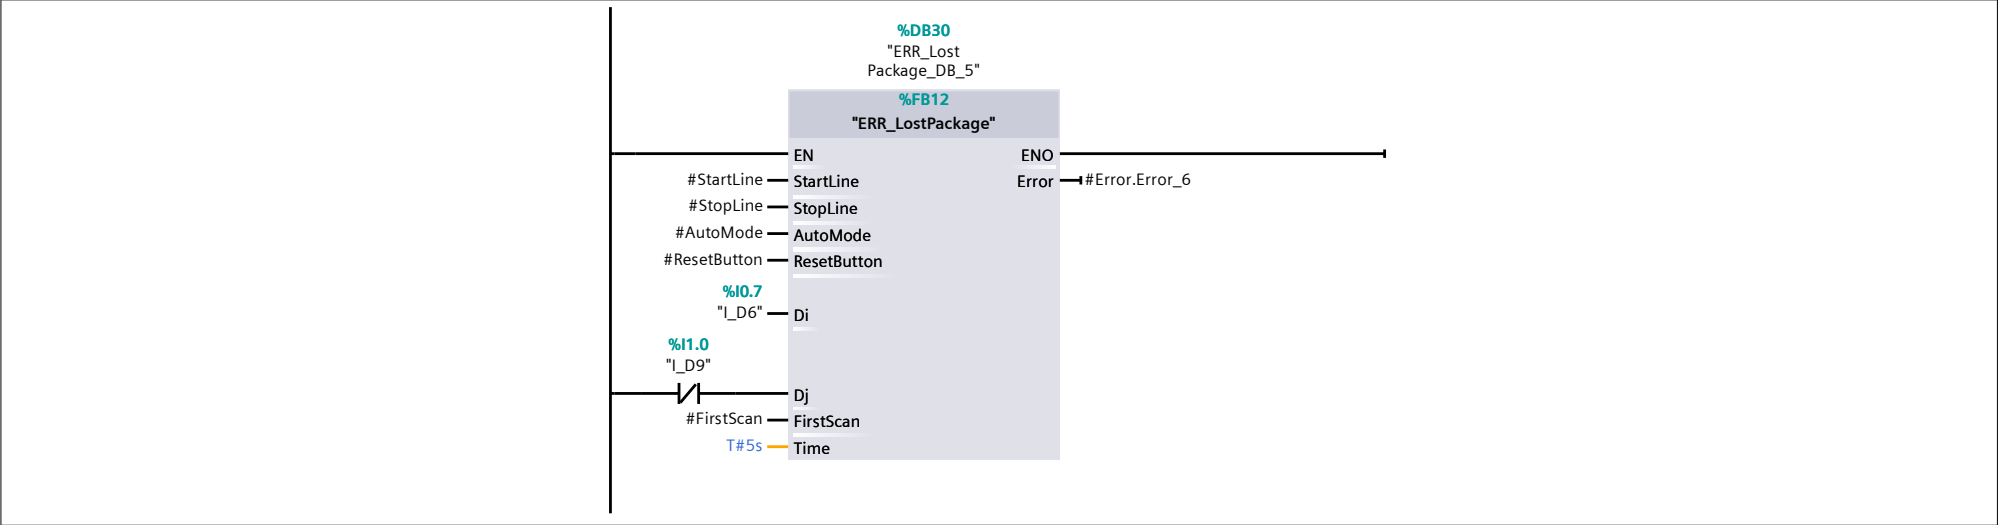 %DB30
"ERR_Lost
Package_DB_5"
%FB12
"ERR_LostPackage"
EN ENO
#StartLine StartLine Error #Error.Error_6
#StopLine StopLine
#AutoMode AutoMode
#ResetButton ResetButton
%I0.7
"I_D6" Di
%I1.0
"I_D9"
Dj
#FirstScan FirstScan
T#5s Time